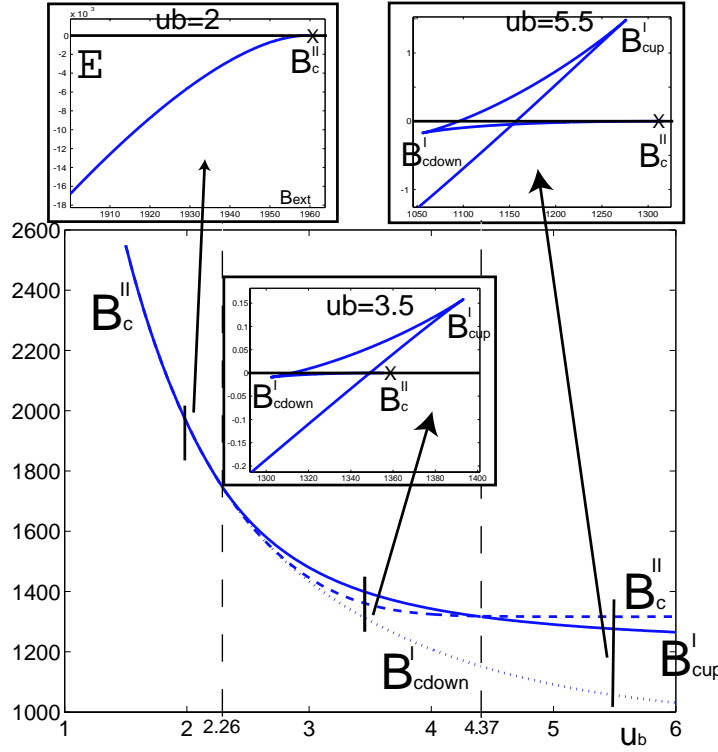 ub=2
x 10³
0
-2
-4
-6
-8
-10
-12
-14
-16
-18
E
X
B_c^II
B_ext
1910
1920
1930
1940
1950
1960
ub=5.5
1
0
-1
B_cup^I
B_cdown^I
X
B_c^II
1050
1100
1150
1200
1250
1300
ub=3.5
0.15
0.1
0.05
0
-0.05
-0.1
-0.15
-0.2
B_cup^I
B_cdown^I
X
B_c^II
1300
1320
1340
1360
1380
1400
2600
2400
2200
2000
1800
1600
1400
1200
1000
B_c^II
B_c^II
B_cup^I
B_cdown^I
1
2
2.26
3
4
4.37
5
u_b
6